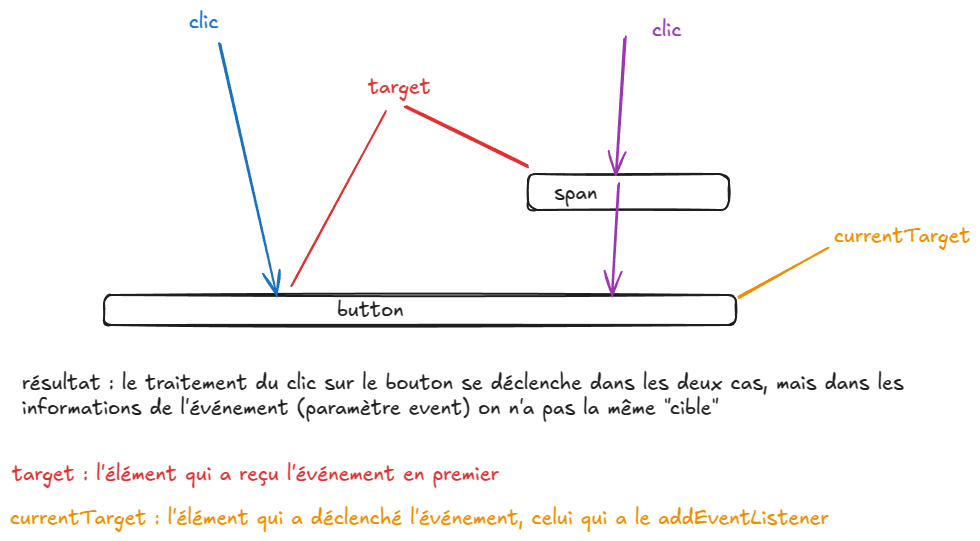 clic
clic
target
span
currentTarget
button
résultat : le traitement du clic sur le bouton se déclenche dans les deux cas, mais dans les
informations de l'événement (paramètre event) on n'a pas la même "cible"
target : l'élément qui a reçu l'événement en premier
currentTarget : l'élément qui a déclenché l'événement, celui qui a le addEventListener